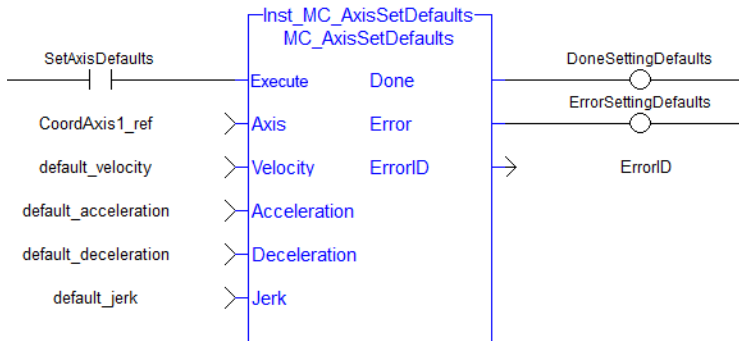 Inst_MC_AxisSetDefaults
MC_AxisSetDefaults
SetAxisDefaults
Execute
Done
DoneSettingDefaults
CoordAxis1_ref
Axis
Error
ErrorSettingDefaults
default_velocity
Velocity
ErrorID
ErrorID
default_acceleration
Acceleration
default_deceleration
Deceleration
default_jerk
Jerk